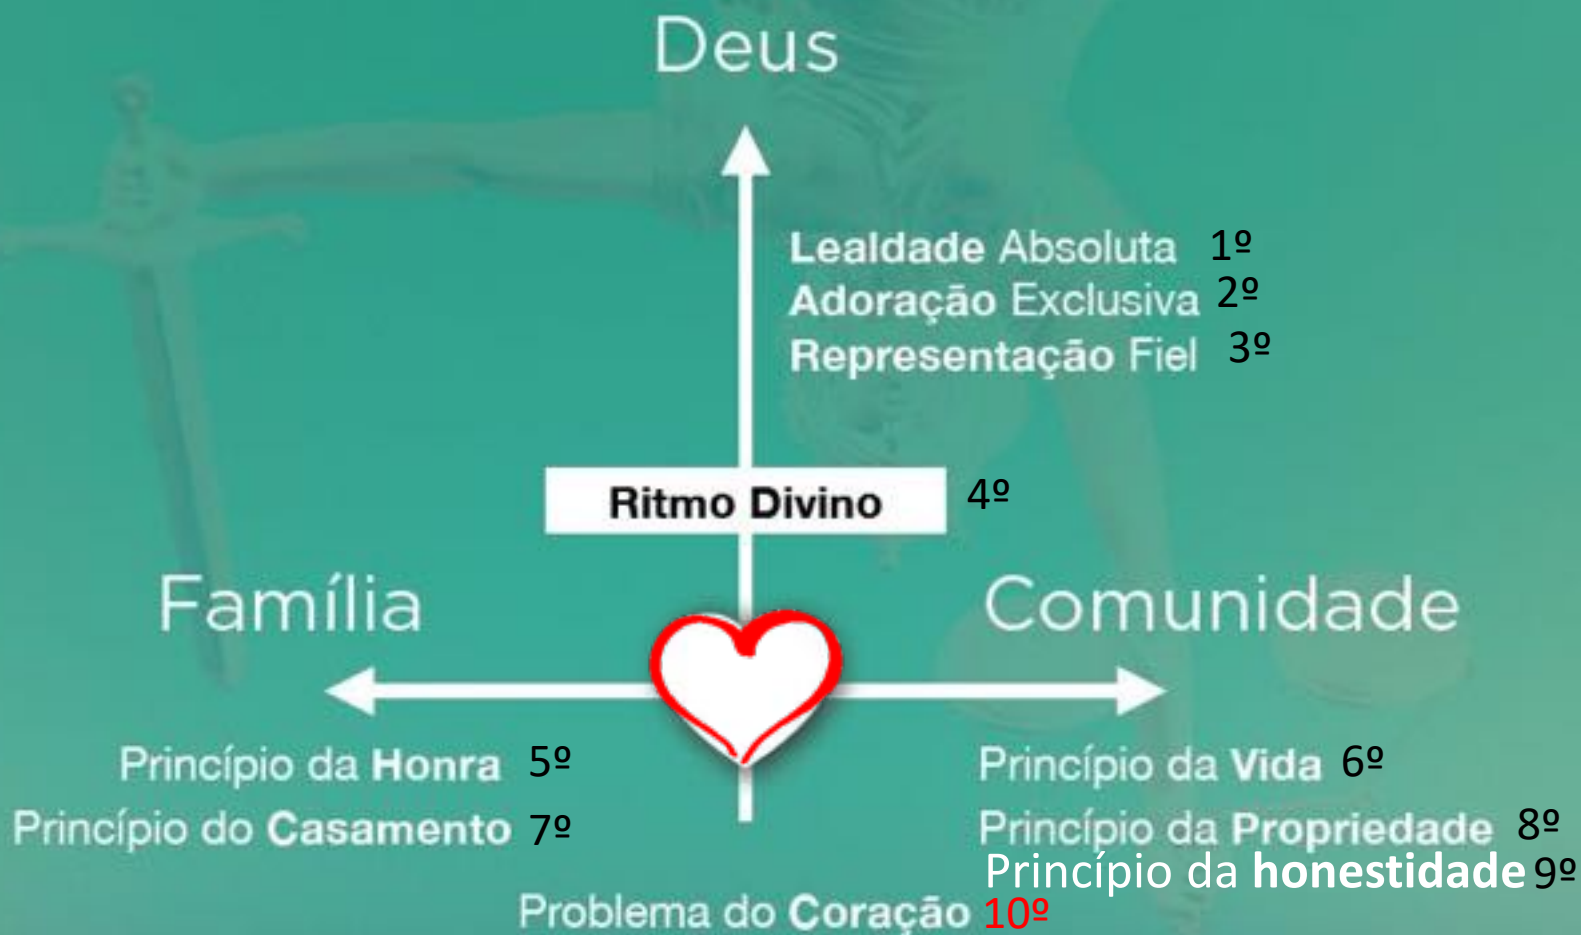 Deus
Lealdade Absoluta 1º
Adoração Exclusiva 2º
Representação Fiel 3º
Ritmo Divino 4º
Família
Comunidade
Princípio da Honra 5º
Princípio do Casamento 7º
Princípio da Vida 6º
Princípio da Propriedade 8º
Princípio da honestidade 9º
Problema do Coração 10º